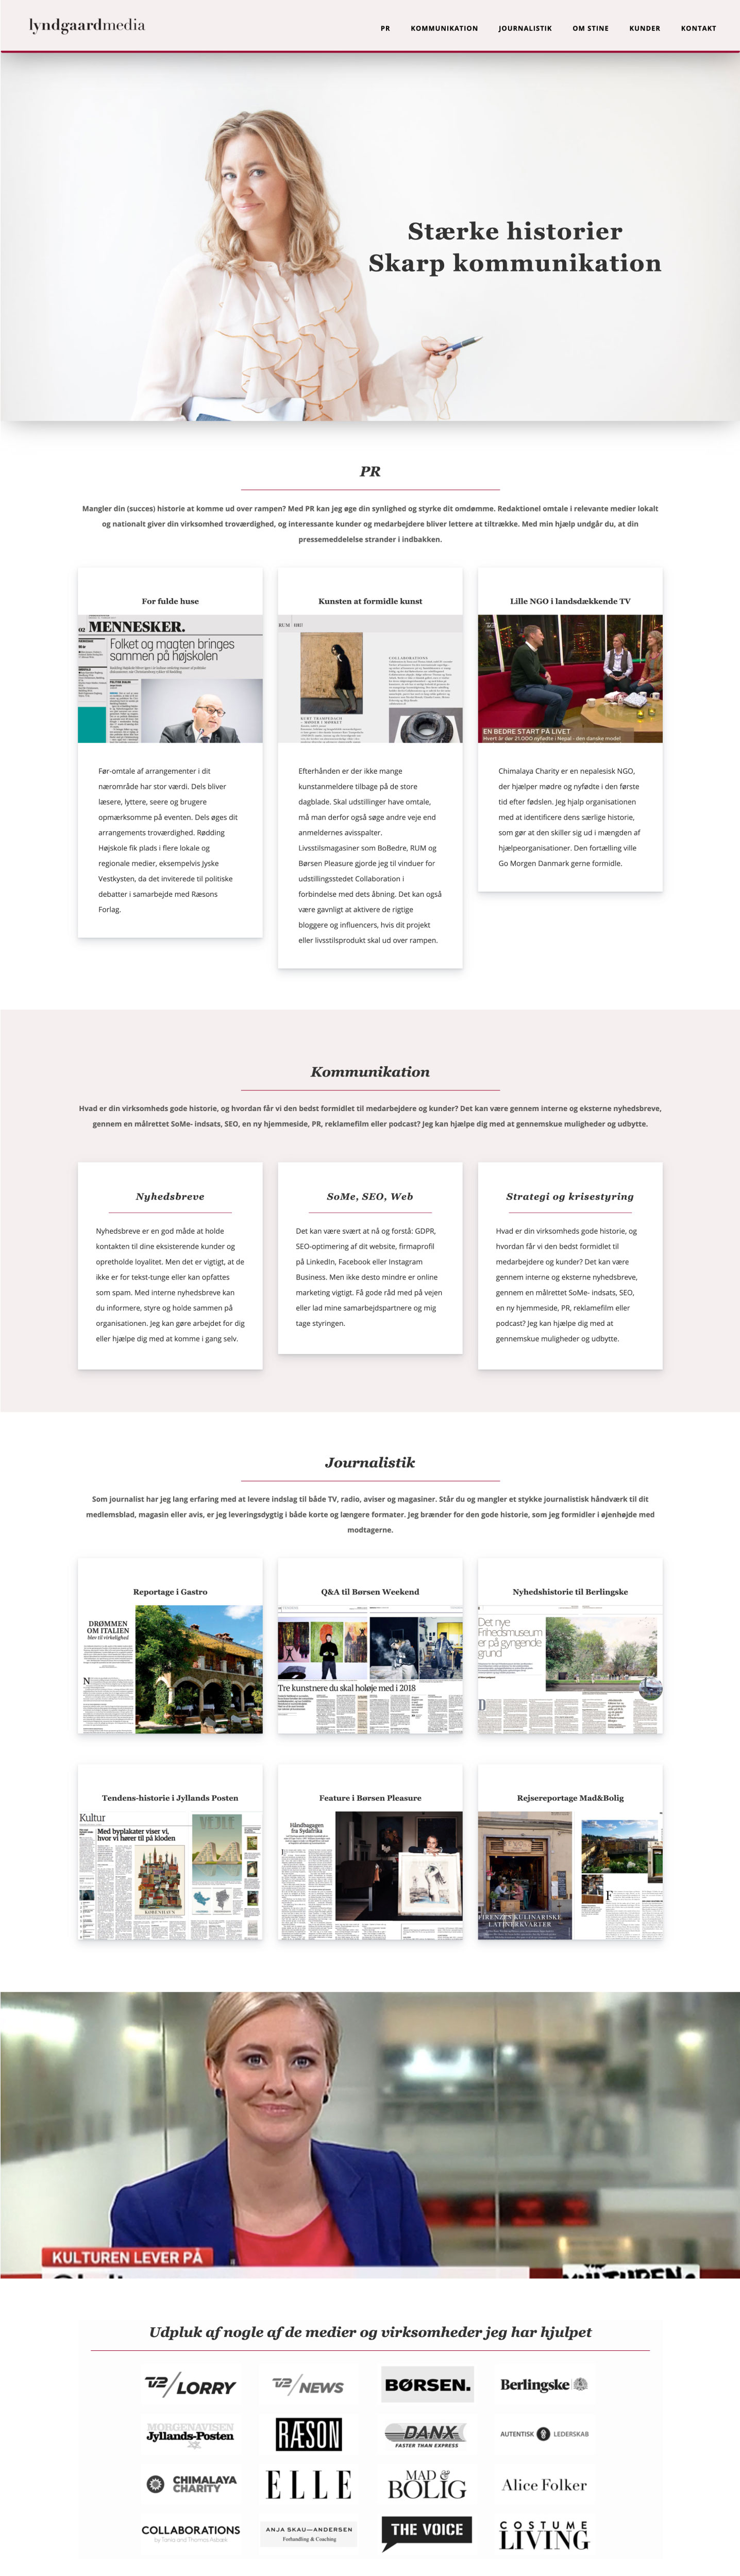 lyndgaardmedia
PR KOMMUNIKATION JOURNALISTIK OM STINE KUNDER KONTAKT
Stærke historier
Skarp kommunikation
PR
Mangler din (succes) historie at komme ud over rampen? Med PR kan jeg øge din synlighed og styrke dit omdømme. Redaktionel omtale i relevante medier lokalt
og nationalt giver din virksomhed troværdighed, og interessante kunder og medarbejdere bliver lettere at tiltrække. Med min hjælp undgår du, at din
pressemeddelelse strander i indbakken.
For fulde huse
02 MENNESKER.
Folket og magten bringes
sammen på højskolen
Før-omtale af arrangementer i dit
nærområde har stor værdi. Dels bliver
læsere, lyttere, seere og brugere
opmærksomme på eventen. Dels øges dit
arrangements troværdighed. Rødding
Højskole fik plads i flere lokale og
regionale medier, eksempelvis Jyske
Vestkysten, da det inviterede til politiske
debatter i samarbejde med Ræsons
Forlag.
Kunsten at formidle kunst
RUM
COLLABORATIONS
KURT TRAMPEDACH
Efterhånden er der ikke mange
kunstanmeldere tilbage på de store
dagblade. Skal udstillinger have omtale,
må man derfor også søge andre veje end
anmeldernes avisspalter.
Livsstilsmagasiner som BoBedre, RUM og
Børsen Pleasure gjorde jeg til vinduer for
udstillingsstedet Collaboration i
forbindelse med dets åbning. Det kan også
være gavnligt at aktivere de rigtige
bloggere og influencers, hvis dit projekt
eller livsstilsprodukt skal ud over rampen.
Lille NGO i landsdækkende TV
EN BEDRE START PÅ LIVET
Hvert år dør 21.000 nyfødte i Nepal - den danske model
Chimalaya Charity er en nepalesisk NGO,
der hjælper mødre og nyfødte i den første
tid efter fødslen. Jeg hjalp organisationen
med at identificere dens særlige historie,
som gør at den skiller sig ud i mængden af
hjælpeorganisationer. Den fortælling ville
Go Morgen Danmark gerne formidle.
Kommunikation
Hvad er din virksomheds gode historie, og hvordan får vi den bedst formidlet til medarbejdere og kunder? Det kan være gennem interne og eksterne nyhedsbreve,
gennem en målrettet SoMe- indsats, SEO, en ny hjemmeside, PR, reklamefilm eller podcast? Jeg kan hjælpe dig med at gennemskue muligheder og udbytte.
Nyhedsbreve
Nyhedsbreve er en god måde at holde
kontakten til dine eksisterende kunder og
opretholde loyalitet. Men det er vigtigt, at de
ikke er for tekst-tunge eller kan opfattes
som spam. Med interne nyhedsbreve kan
du informere, styre og holde sammen på
organisationen. Jeg kan gøre arbejdet for dig
eller hjælpe dig med at komme i gang selv.
SoMe, SEO, Web
Det kan være svært at nå og forstå: GDPR,
SEO-optimering af dit website, firmaprofil
på LinkedIn, Facebook eller Instagram
Business. Men ikke desto mindre er online
marketing vigtigt. Få gode råd med på vejen
eller lad mine samarbejdspartnere og mig
tage styringen.
Strategi og krisestyring
Hvad er din virksomheds gode historie, og
hvordan får vi den bedst formidlet til
medarbejdere og kunder? Det kan være
gennem interne og eksterne nyhedsbreve,
gennem en målrettet SoMe- indsats, SEO,
en ny hjemmeside, PR, reklamefilm eller
podcast? Jeg kan hjælpe dig med at
gennemskue muligheder og udbytte.
Journalistik
Som journalist har jeg lang erfaring med at levere indslag til både TV, radio, aviser og magasiner. Står du og mangler et stykke journalistisk håndværk til dit
medlemsblad, magasin eller avis, er jeg leveringsdygtig i både korte og længere formater. Jeg brænder for den gode historie, som jeg formidler i øjenhøjde med
modtagerne.
Reportage i Gastro
DRØMMEN
OM ITALIEN
blev til virkelighed
Q&A til Børsen Weekend
Tre kunstnere du skal holøje med i 2018
Nyhedshistorie til Berlingske
Det nye
Frihedsmuseum
er på gyngende
grund
Tendens-historie i Jyllands Posten
Kultur
Med byplakater viser vi,
hvor vi hører til på kloden
VEJLE
KØBENHAVN
Feature i Børsen Pleasure
Håndbagagen
fra Sydafrika
Rejsereportage Mad&Bolig
FIRENZES KULINARISKE
LATINERKVARTER
KULTUREN LEVER PÅ
Udpluk af nogle af de medier og virksomheder jeg har hjulpet
TV2/LORRY
TV2/NEWS
BØRSEN.
Berlingske
MORGENAVISEN
Jyllands-Posten
RÆSON
DANX
FASTER THAN EXPRESS
AUTENTISK LEDERSKAB
CHIMALAYA
CHARITY
ELLE
MAD &
BOLIG
Alice Folker
COLLABORATIONS
by Tania and Thomas Asbæk
ANJA SKAU—ANDERSEN
Forhandling & Coaching
THE VOICE
COSTUME
LIVING